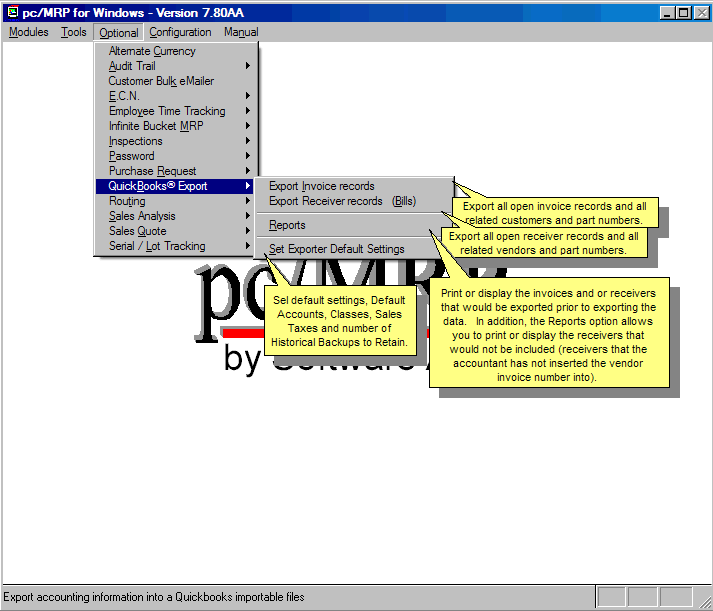 pc/MRP for Windows - Version 7.80AA
Modules Tools Optional Configuration Manual
Alternate Currency
Audit Trail
Customer Bulk eMailer
E.C.N.
Employee Time Tracking
Infinite Bucket MRP
Inspections
Password
Purchase Request
QuickBooks® Export
Routing
Sales Analysis
Sales Quote
Serial / Lot Tracking
Export Invoice records
Export Receiver records (Bills)
Reports
Set Exporter Default Settings
Export all open invoice records and all
related customers and part numbers.
Export all open receiver records and all
related vendors and part numbers.
Print or display the invoices and or receivers
that would be exported prior to exporting the
data. In addition, the Reports option allows
you to print or display the receivers that
would not be included (receivers that the
accountant has not inserted the vendor
invoice number into).
Sel default settings, Default
Accounts, Classes, Sales
Taxes and number of
Historical Backups to Retain.
pc/MRP
by Software
Export accounting information into a Quickbooks importable files